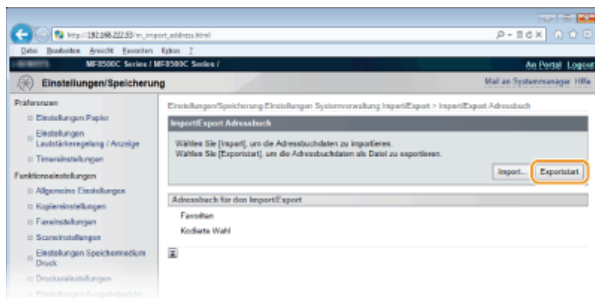 http://192.168.222.53/m_import_address.html
Datei Bearbeiten Ansicht Favoriten Extras ?
MF8500C Series / MF8500C Series /
An Portal Logout
Einstellungen/Speicherung
Mail an Systemmanager Hilfe
Präferenzen
Einstellungen Papier
Einstellungen Lautstärkeregelung / Anzeige
Timereinstellungen
Funktionseinstellungen
Allgemeine Einstellungen
Kopiereinstellungen
Faxeinstellungen
Scaneinstellungen
Einstellungen Speichermedium Druck
Druckereinstellungen
Einstellungen/Speicherung:Einstellungen Systemverwaltung:Import/Export > Import/Export Adressbuch
Import/Export Adressbuch
Wählen Sie [Import], um die Adressbuchdaten zu importieren.
Wählen Sie [Exportstart], um die Adressbuchdaten als Datei zu exportieren.
Import... Exportstart
Adressbuch für den Import/Export
Favoriten
Kodierte Wahl